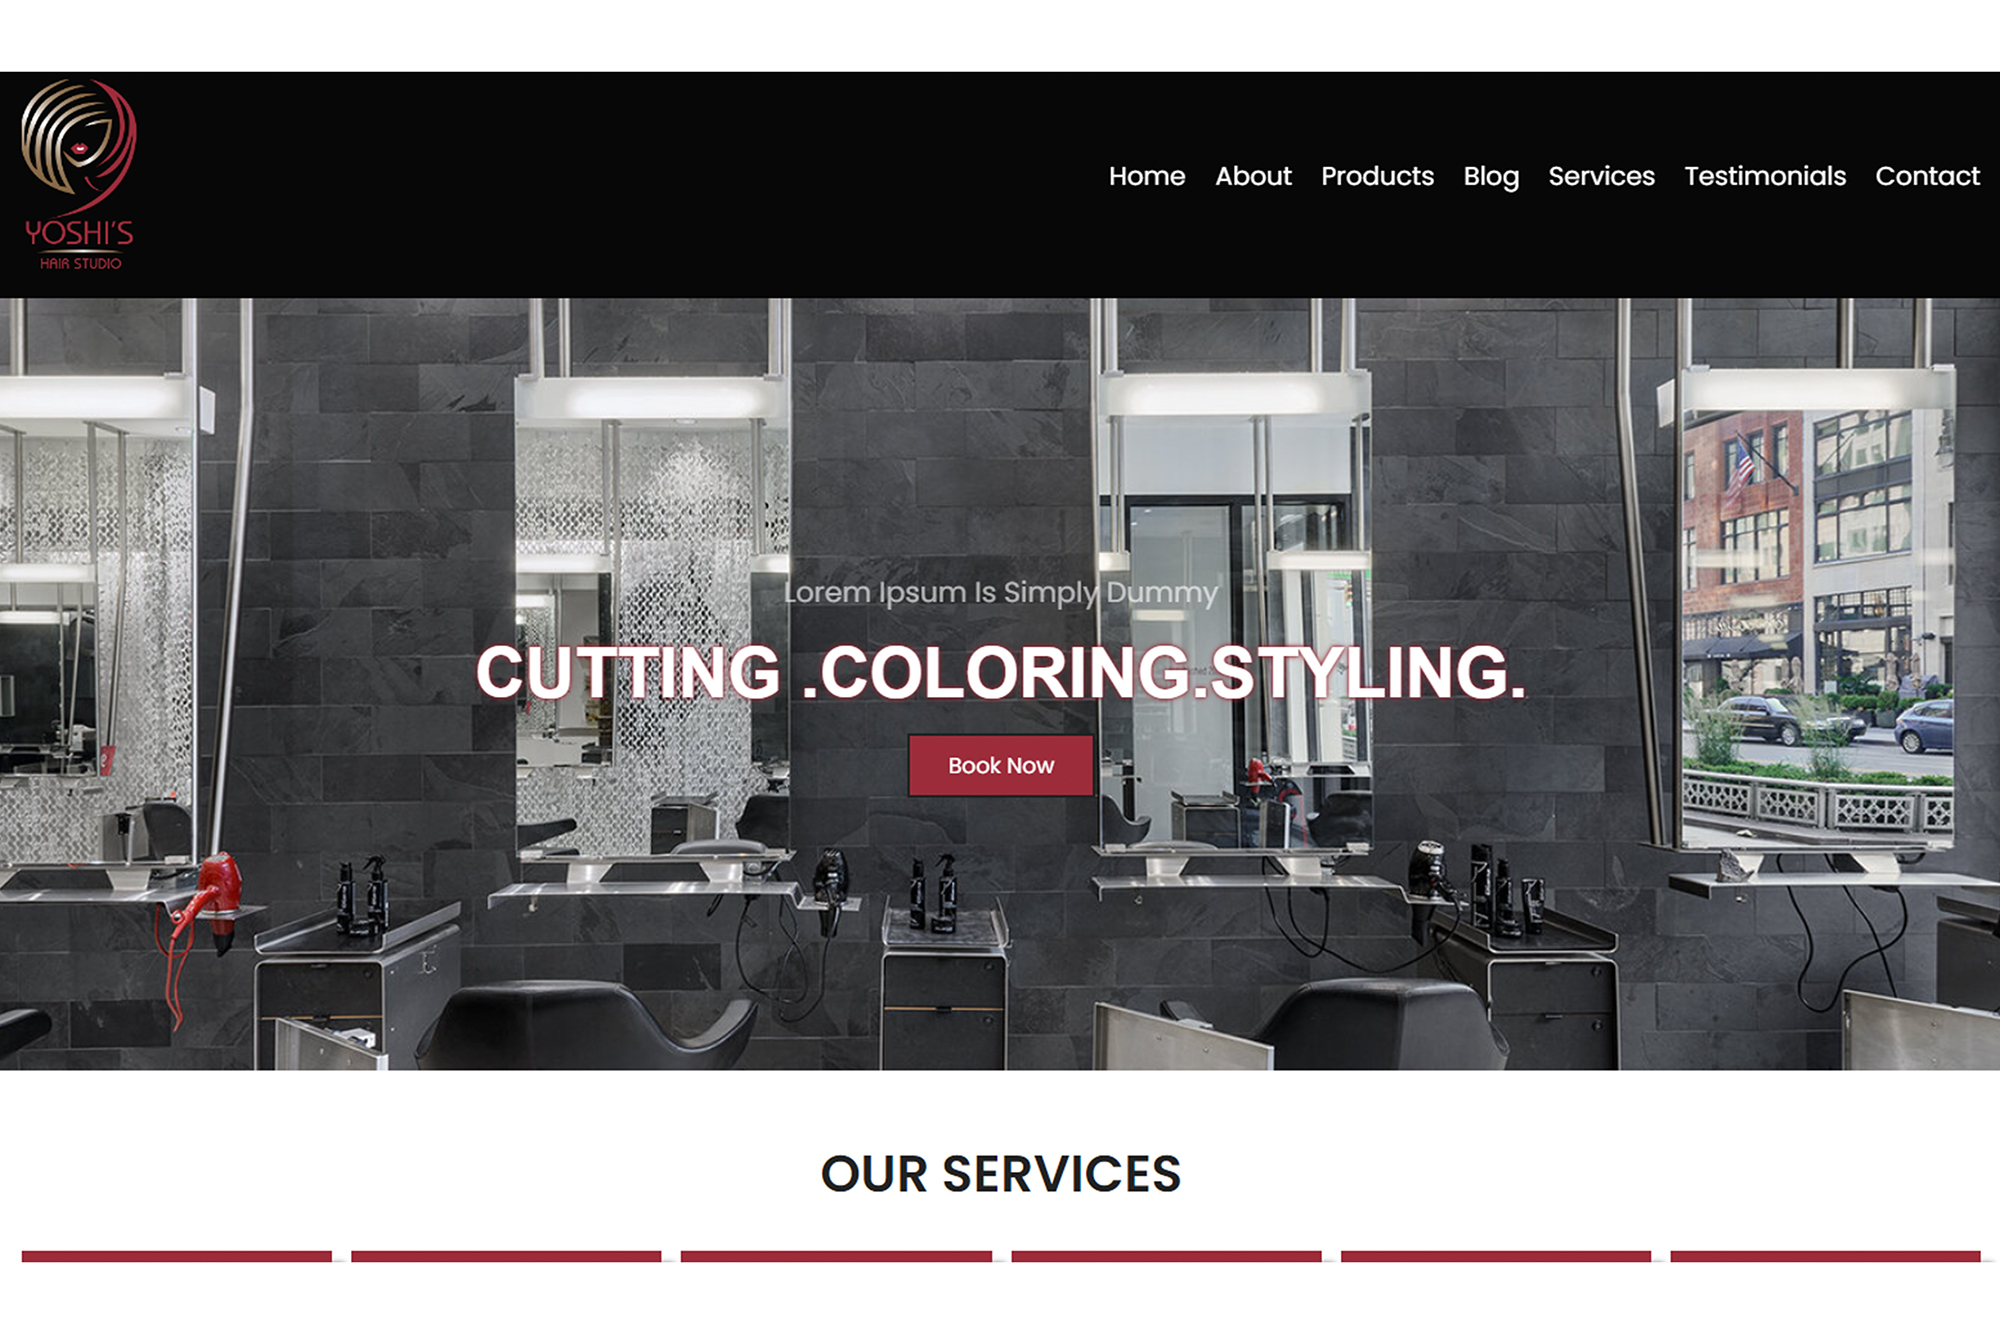 YOSHI'S
HAIR STUDIO
Home About Products Blog Services Testimonials Contact
Lorem Ipsum Is Simply Dummy
CUTTING .COLORING.STYLING.
Book Now
OUR SERVICES